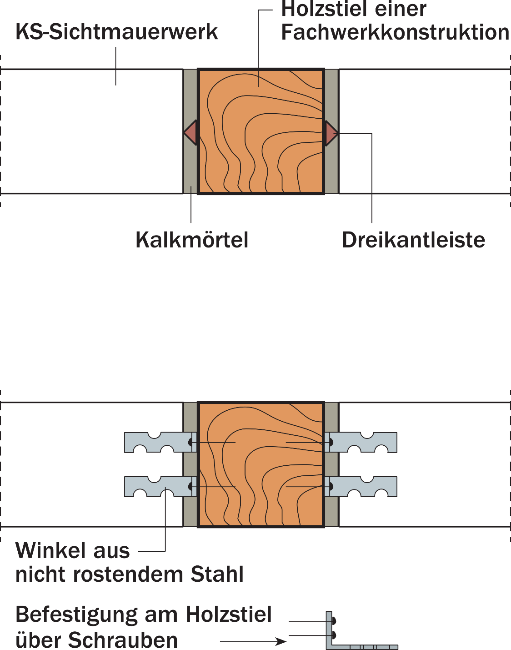 Holzstiel einer
Fachwerkkonstruktion
KS-Sichtmauerwerk
Kalkmörtel
Dreikantleiste
Winkel aus
nicht rostendem Stahl
Befestigung am Holzstiel
über Schrauben